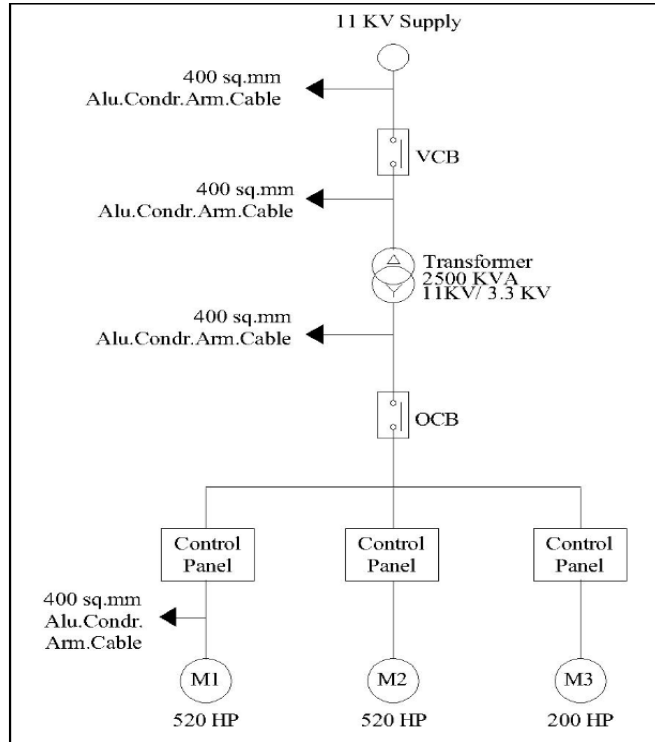 11 KV Supply
400 sq.mm
Alu.Condr.Arm.Cable
VCB
400 sq.mm
Alu.Condr.Arm.Cable
Transformer
2500 KVA
11KV/ 3.3 KV
400 sq.mm
Alu.Condr.Arm.Cable
OCB
Control
Panel
Control
Panel
Control
Panel
400 sq.mm
Alu.Condr.
Arm.Cable
M1
M2
M3
520 HP
520 HP
200 HP